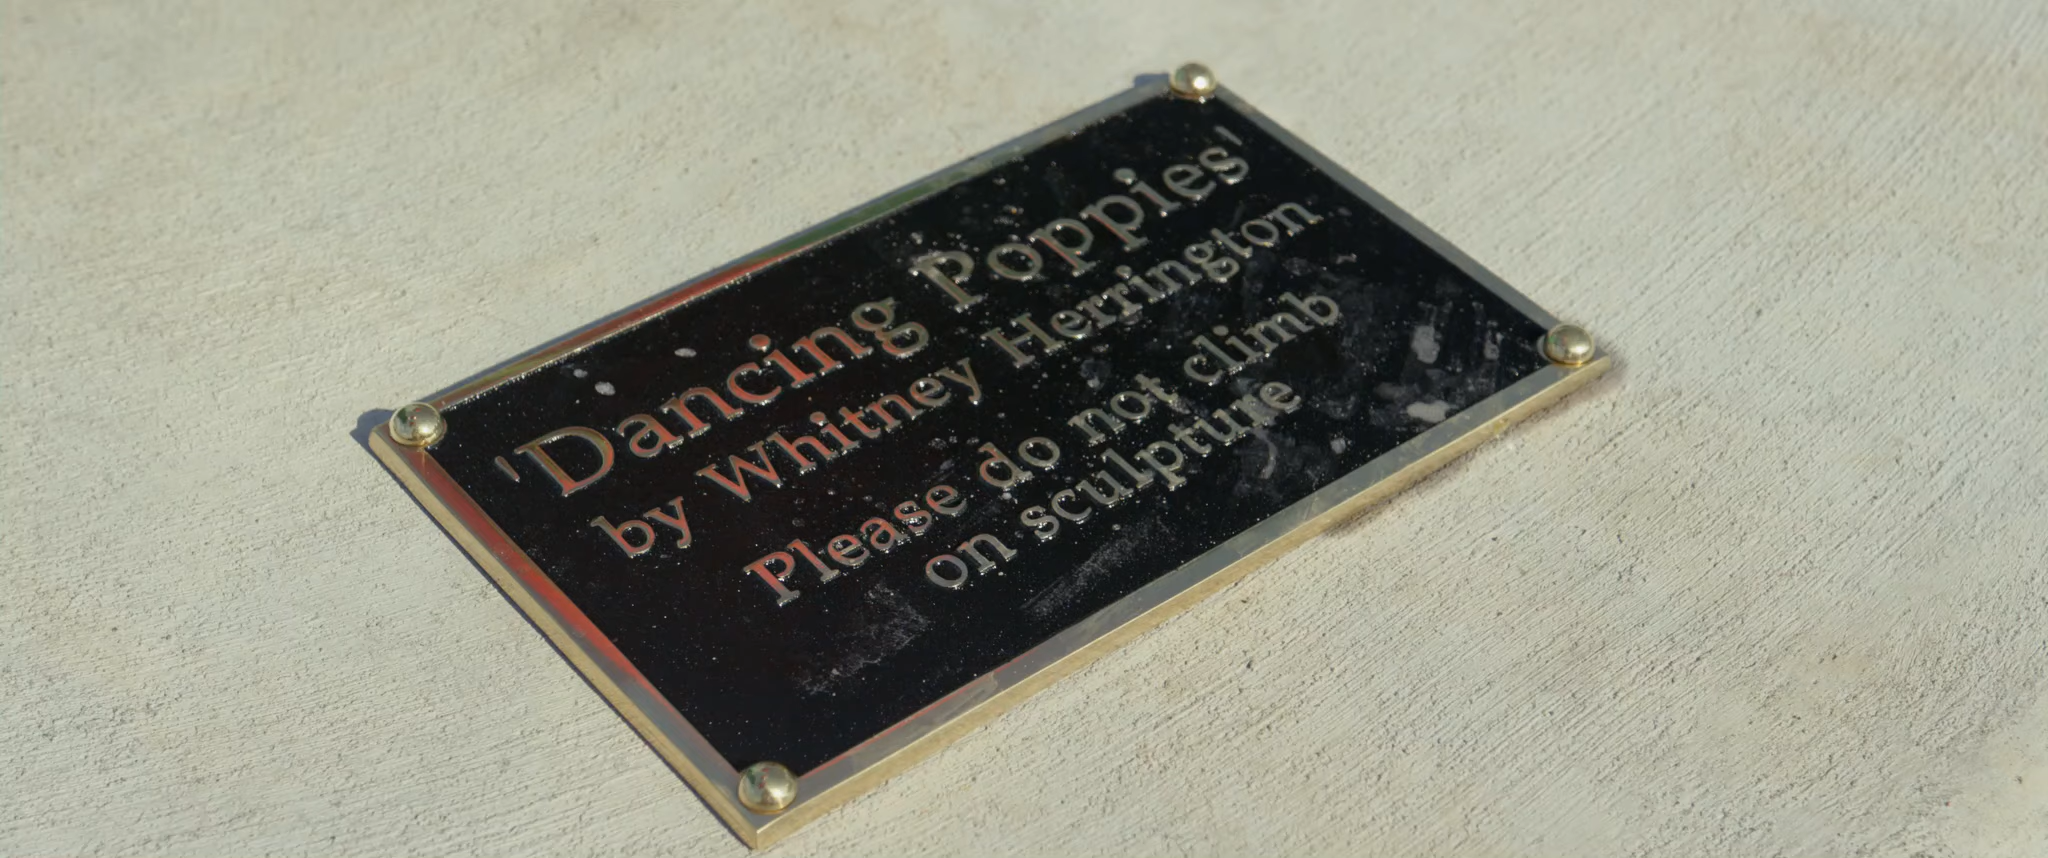 'Dancing Poppies'
by Whitney Herrington
Please do not climb
on sculpture